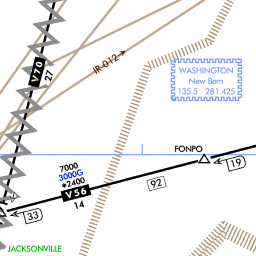 IR-012
V70
27
WASHINGTON
New Bern
135.5 281.425
FONPO
19
7000
3000G
*2400
V56
14
92
33
JACKSONVILLE